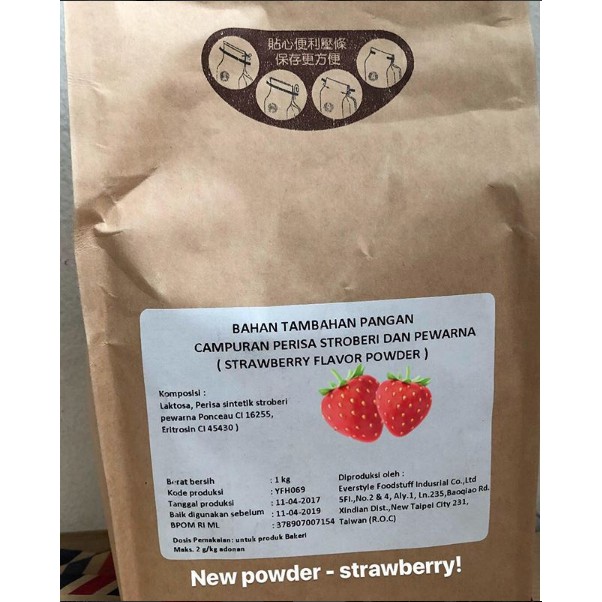 貼心便利壓條
保存更方便
BAHAN TAMBAHAN PANGAN
CAMPURAN PERISA STROBERI DAN PEWARNA
( STRAWBERRY FLAVOR POWDER )
Komposisi :
Laktosa, Perisa sintetik stroberi
pewarna Ponceau CI 16255,
Eritrosin CI 45430 )
Berat bersih : 1 kg
Kode produksi : YFH069
Tanggal produksi : 11-04-2017
Baik digunakan sebelum : 11-04-2019
BPOM RI ML : 378907007154
Diproduksi oleh :
Everstyle Foodstuff Indusrial Co.,Ltd
5Fl.,No.2 & 4, Aly.1, Ln.235,Baoqiao Rd.
Xindian Dist.,New Taipei City 231,
Taiwan (R.O.C)
Dosis Pemakaian: untuk produk Bakeri
Maks. 2 g/kg adonan
New powder - strawberry!